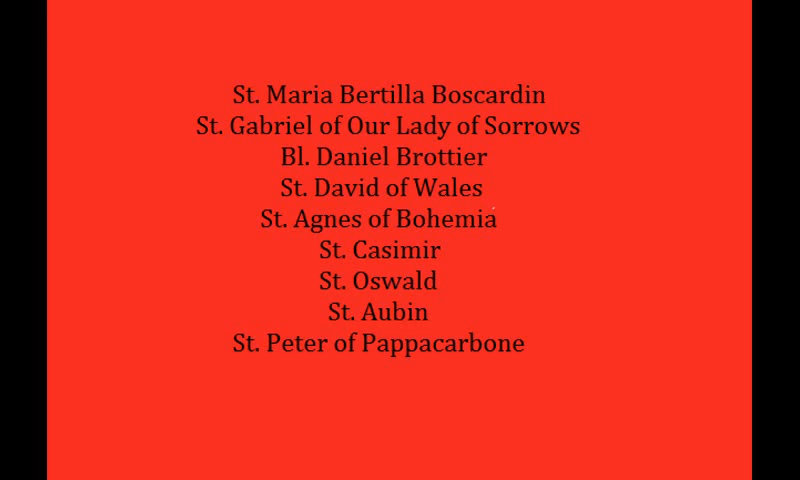 St. Maria Bertilla Boscardin
St. Gabriel of Our Lady of Sorrows
Bl. Daniel Brottier
St. David of Wales
St. Agnes of Bohemia
St. Casimir
St. Oswald
St. Aubin
St. Peter of Pappacarbone